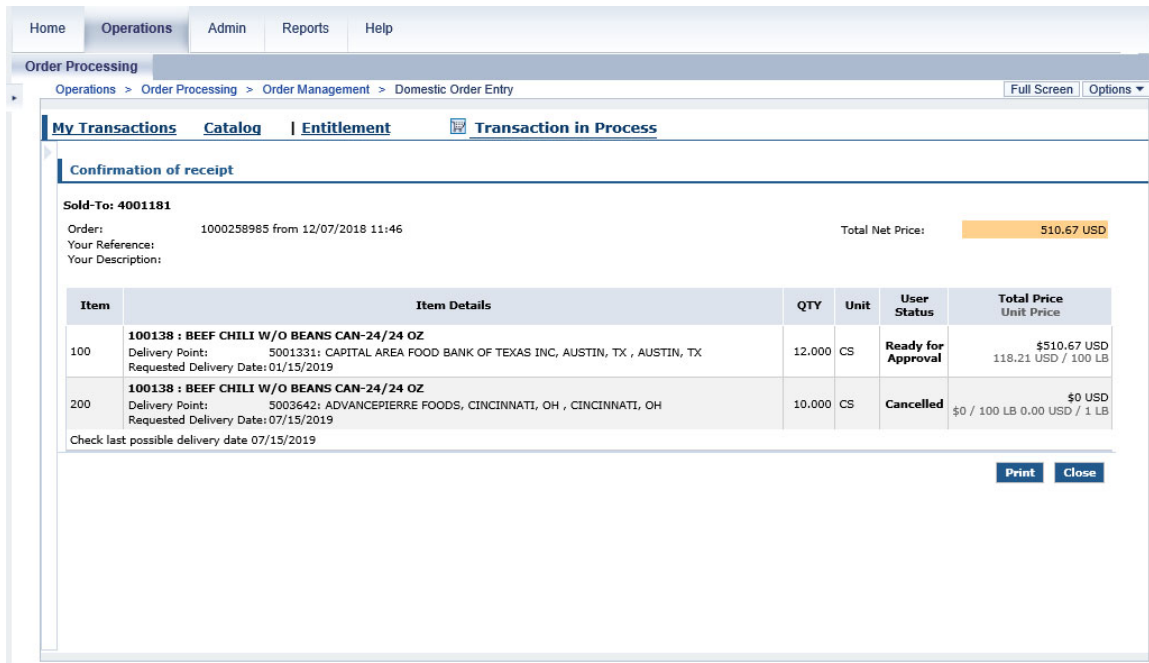 Home Operations Admin Reports Help
Order Processing
Operations > Order Processing > Order Management > Domestic Order Entry Full Screen Options
My Transactions Catalog | Entitlement Transaction in Process
Confirmation of receipt
Sold-To: 4001181
Order: 1000258985 from 12/07/2018 11:46 Total Net Price: 510.67 USD
Your Reference:
Your Description:
Item Item Details QTY Unit User Status Total Price Unit Price
100138 : BEEF CHILI W/O BEANS CAN-24/24 OZ
100 Delivery Point: 5001331: CAPITAL AREA FOOD BANK OF TEXAS INC, AUSTIN, TX , AUSTIN, TX 12.000 CS Ready for Approval $510.67 USD 118.21 USD / 100 LB
Requested Delivery Date: 01/15/2019
100138 : BEEF CHILI W/O BEANS CAN-24/24 OZ
200 Delivery Point: 5003642: ADVANCEPIERRE FOODS, CINCINNATI, OH , CINCINNATI, OH 10.000 CS Cancelled $0 USD $0 / 100 LB 0.00 USD / 1 LB
Requested Delivery Date: 07/15/2019
Check last possible delivery date 07/15/2019
Print Close